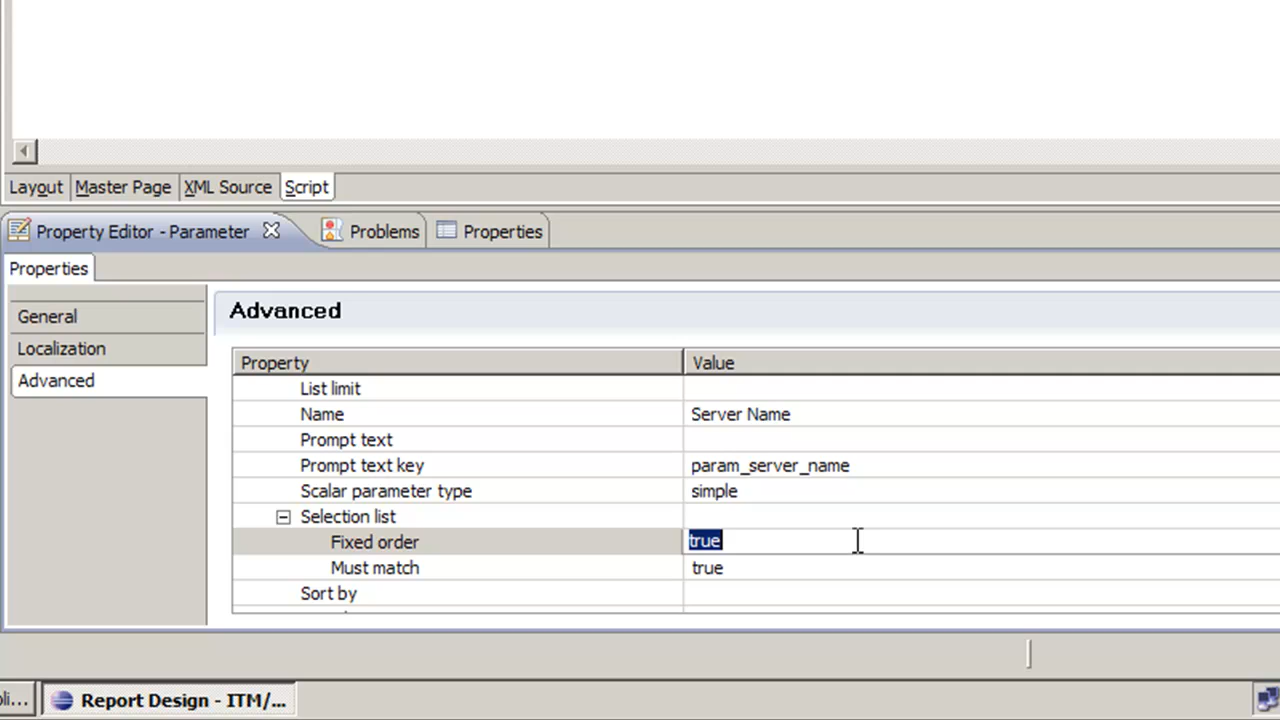 Layout Master Page XML Source Script
Property Editor - Parameter Problems Properties
Properties
General
Localization
Advanced
Advanced
Property Value
List limit
Name Server Name
Prompt text
Prompt text key param_server_name
Scalar parameter type simple
Selection list
Fixed order true
Must match true
Sort by
oli... Report Design - ITM/...